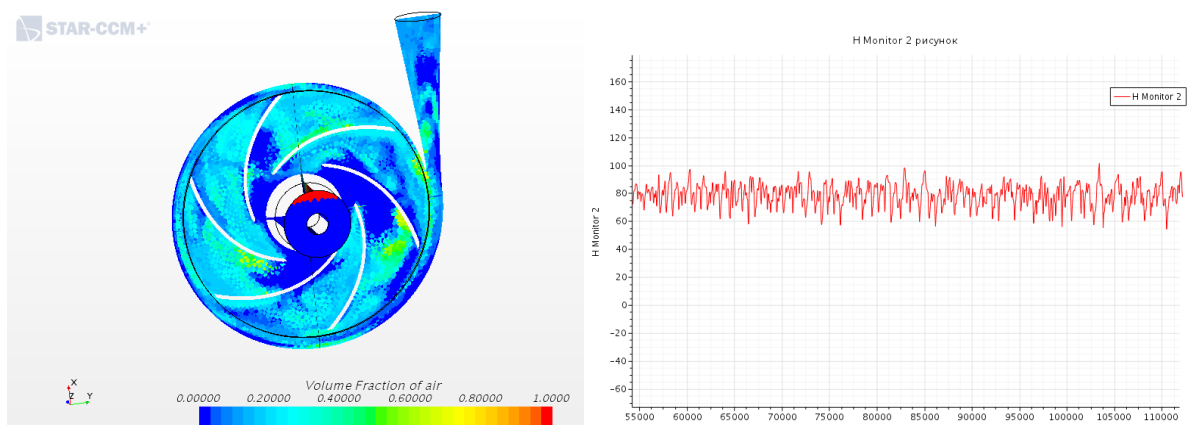 STAR-CCM+
X
Z Y
Volume Fraction of air
0.00000 0.20000 0.40000 0.60000 0.80000 1.0000
H Monitor 2 рисунок
H Monitor 2
H Monitor 2
160
140
120
100
80
60
40
20
0
-20
-40
-60
55000 60000 65000 70000 75000 80000 85000 90000 95000 100000 105000 110000